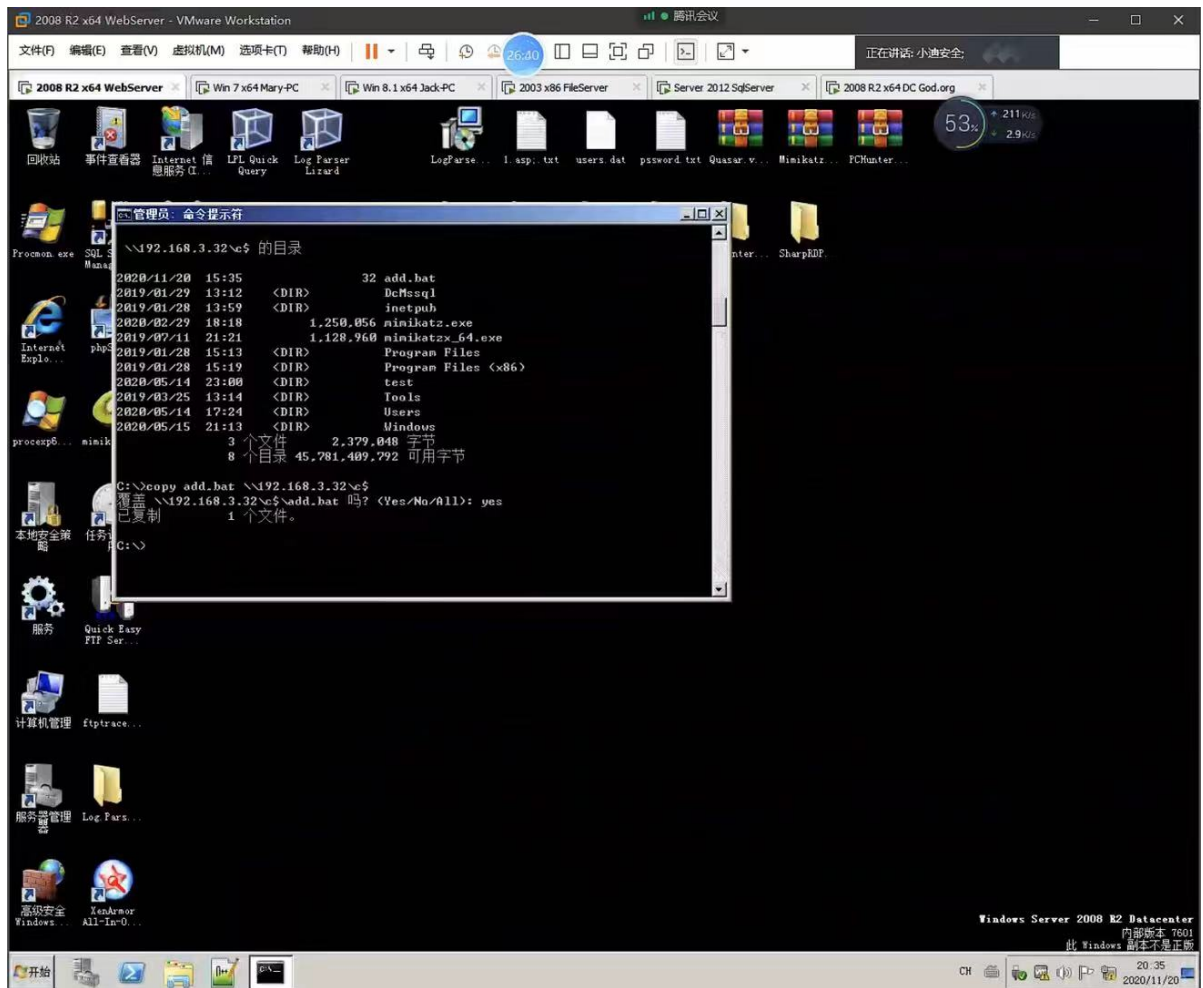 2008 R2 x64 WebServer - VMware Workstation
腾讯会议
文件(F) 编辑(E) 查看(V) 虚拟机(M) 选项卡(T) 帮助(H)
26:40
正在讲话: 小迪安全;
2008 R2 x64 WebServer
Win 7 x64 Mary-PC
Win 8.1 x64 Jack-PC
2003 x86 FileServer
Server 2012 SqlServer
2008 R2 x64 DC God.org
53%
211K/s
2.9K/s
回收站
事件查看器
Internet 信息服务(I...
LPL Quick Query
Log Parser Lizard
LogParse...
1.asp;.txt
users.dat
pssword.txt
Quasar.v...
Mimikatz...
PCHunter...
Procmon.exe
SQL S
Manag
nter...
SharpRDP.
管理员: 命令提示符
\\192.168.3.32\c$ 的目录
2020/11/20 15:35 32 add.bat
2019/01/29 13:12 <DIR> DcMssql
2019/01/28 13:59 <DIR> inetpub
2020/02/29 18:18 1,250,056 mimikatz.exe
2019/07/11 21:21 1,128,960 mimikatzx_64.exe
2019/01/28 15:13 <DIR> Program Files
2019/01/28 15:19 <DIR> Program Files (x86)
2020/05/14 23:00 <DIR> test
2019/03/25 13:14 <DIR> Tools
2020/05/14 17:24 <DIR> Users
2020/05/15 21:13 <DIR> Windows
3 个文件 2,379,048 字节
8 个目录 45,781,409,792 可用字节
C:\>copy add.bat \\192.168.3.32\c$
覆盖 \\192.168.3.32\c$\add.bat 吗? (Yes/No/All): yes
已复制 1 个文件。
C:\>
Internet Explo...
phpS
procexp6...
mimik
本地安全策略
任务
服务
Quick Easy FTP Ser...
计算机管理
ftptrace...
服务器管理器
Log.Pars...
高级安全 Windows...
XenArmor All-In-O...
Windows Server 2008 R2 Datacenter
内部版本 7601
此 Windows 副本不是正版
开始
CH
20:35
2020/11/20